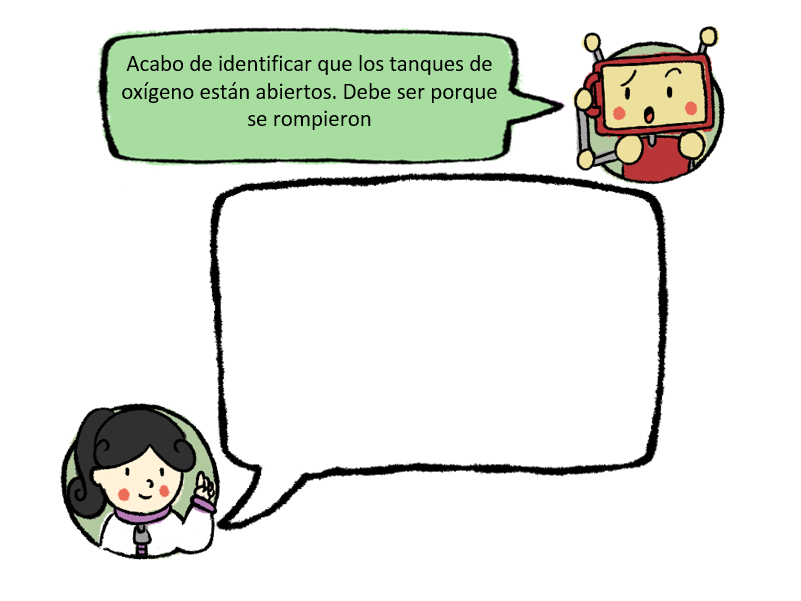 Acabo de identificar que los tanques de
oxígeno están abiertos. Debe ser porque
se rompieron